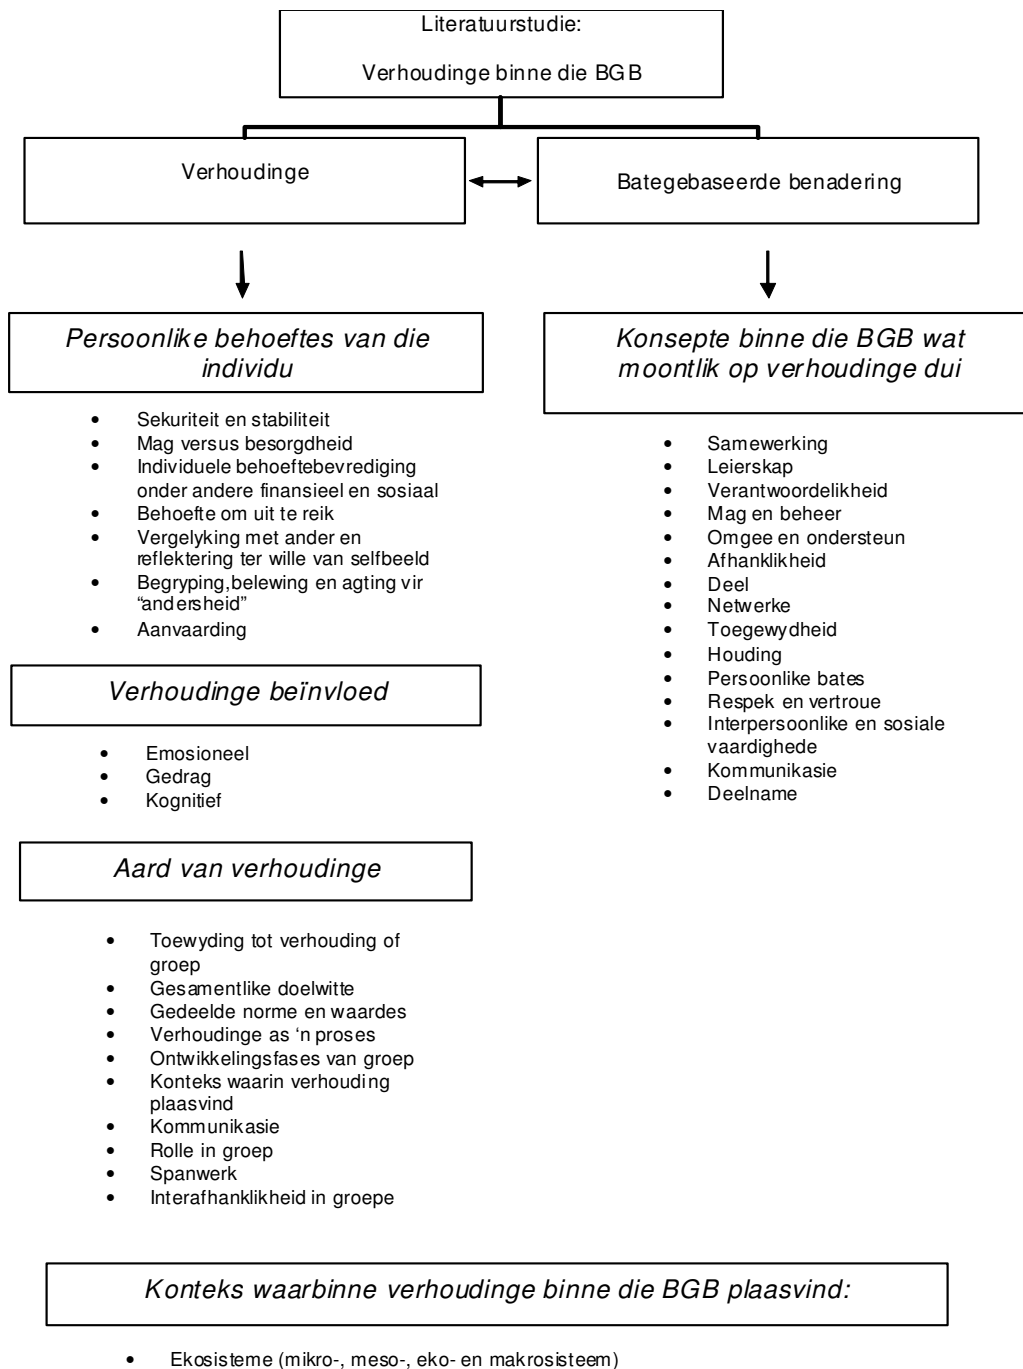 Literatuurstudie:
Verhoudinge binne die BGB
Verhoudinge
Bategebaseerde benadering
Persoonlike behoeftes van die
individu
• Sekuriteit en stabiliteit
• Mag versus besorgdheid
• Individuele behoeftebevrediging
onder andere finansieel en sosiaal
• Behoefte om uit te reik
• Vergelyking met ander en
reflektering ter wille van selfbeeld
• Begryping,belewing en agting vir
“andersheid”
• Aanvaarding
Verhoudinge beïnvloed
• Emosioneel
• Gedrag
• Kognitief
Aard van verhoudinge
• Toewyding tot verhouding of
groep
• Gesamentlike doelwitte
• Gedeelde norme en waardes
• Verhoudinge as ‘n proses
• Ontwikkelingsfases van groep
• Konteks waarin verhouding
plaasvind
• Kommunikasie
• Rolle in groep
• Spanwerk
• Interafhanklikheid in groepe
Konsepte binne die BGB wat
moontlik op verhoudinge dui
• Samewerking
• Leierskap
• Verantwoordelikheid
• Mag en beheer
• Omgee en ondersteun
• Afhanklikheid
• Deel
• Netwerke
• Toegewydheid
• Houding
• Persoonlike bates
• Respek en vertroue
• Interpersoonlike en sosiale
vaardighede
• Kommunikasie
• Deelname
Konteks waarbinne verhoudinge binne die BGB plaasvind:
• Ekosisteme (mikro-, meso-, eko- en makrosisteem)